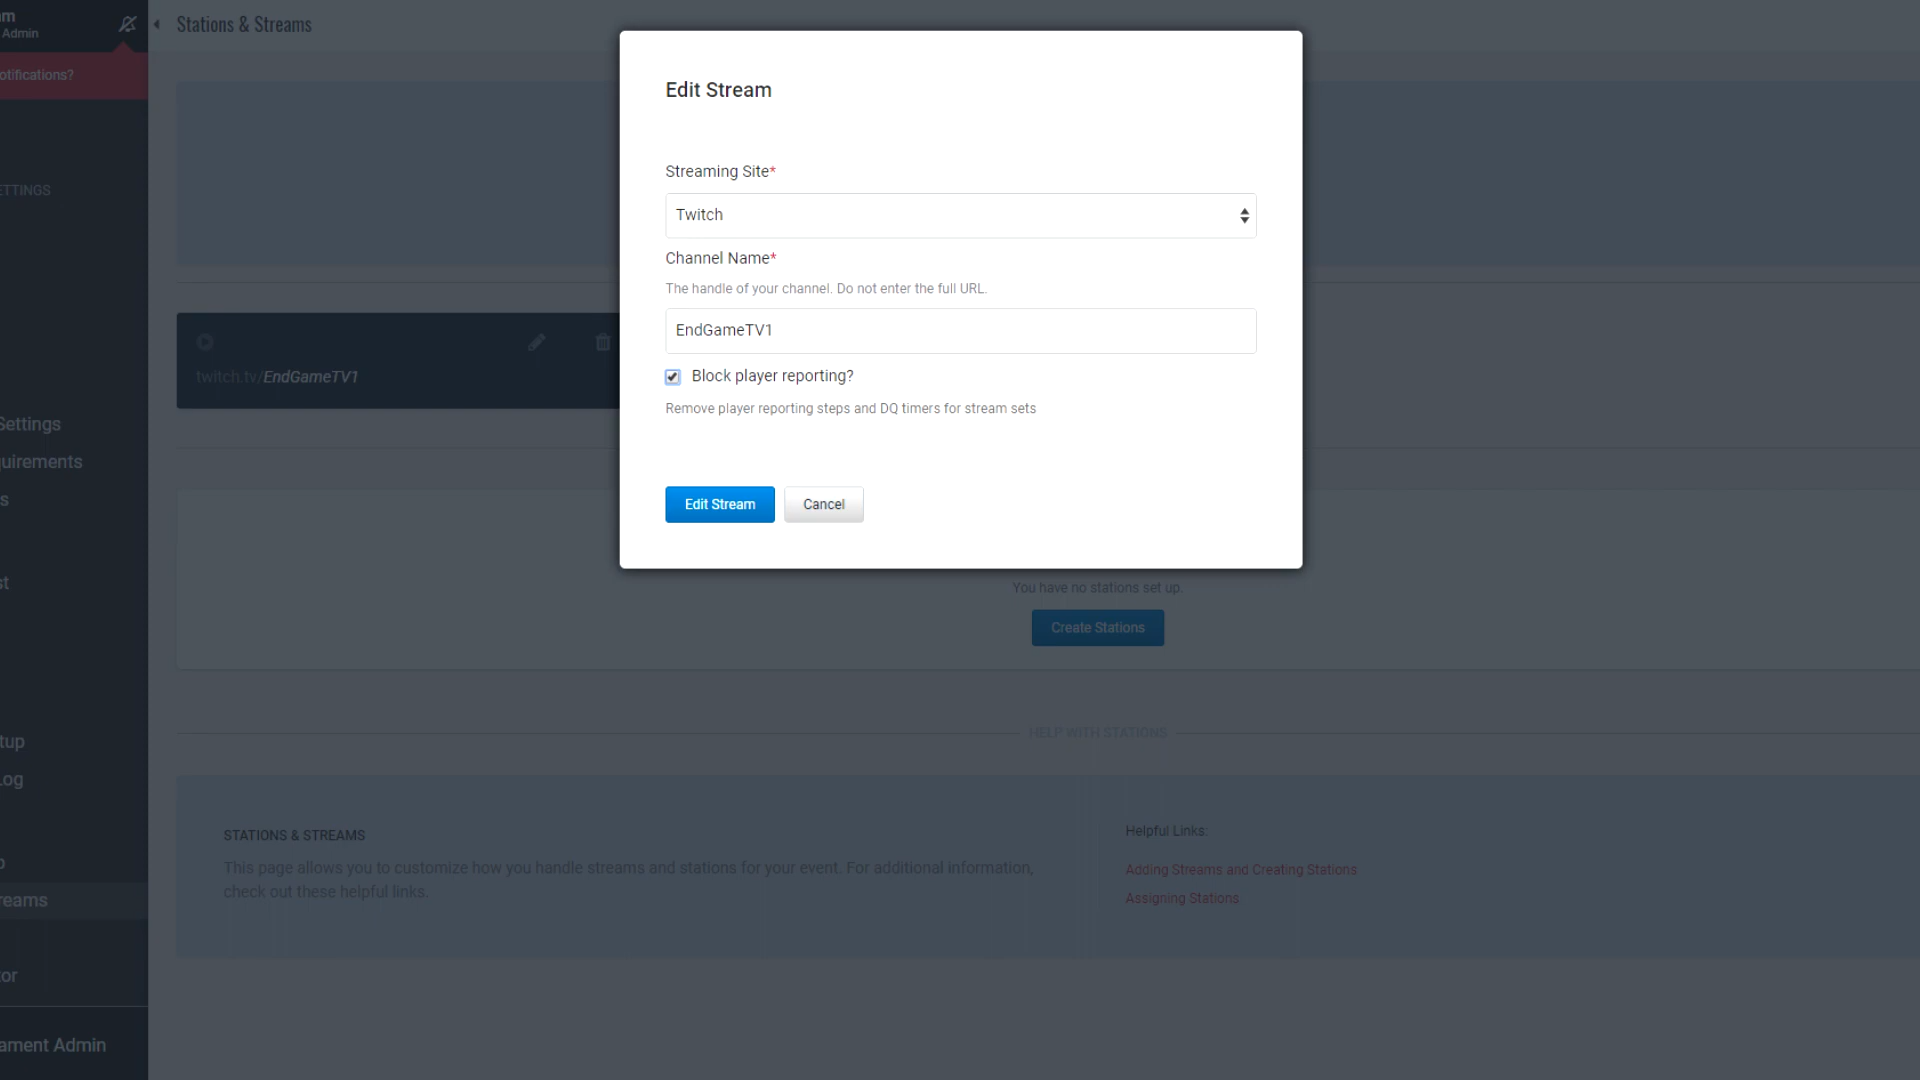 am
Admin
Stations & Streams
otifications?
ETTINGS
Settings
quirements
s
st
tup
Log
p
reams
tor
ament Admin
Edit Stream
Streaming Site*
Twitch
Channel Name*
The handle of your channel. Do not enter the full URL.
EndGameTV1
Block player reporting?
Remove player reporting steps and DQ timers for stream sets
Edit Stream
Cancel
twitch.tv/EndGameTV1
You have no stations set up.
Create Stations
HELP WITH STATIONS
STATIONS & STREAMS
This page allows you to customize how you handle streams and stations for your event. For additional information,
check out these helpful links.
Helpful Links:
Adding Streams and Creating Stations
Assigning Stations